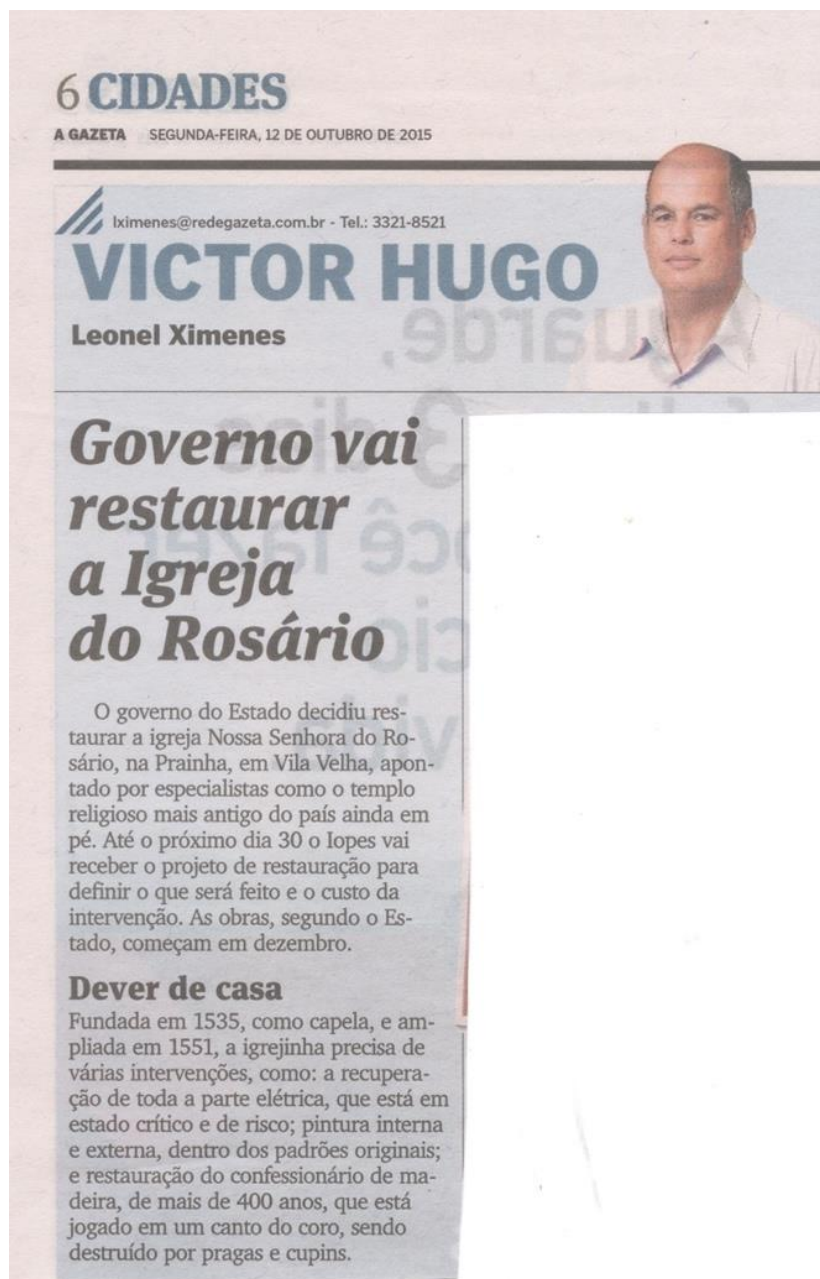 6 CIDADES
A GAZETA SEGUNDA-FEIRA, 12 DE OUTUBRO DE 2015
lximenes@redegazeta.com.br - Tel.: 3321-8521
VICTOR HUGO
Leonel Ximenes
Governo vai
restaurar
a Igreja
do Rosário
O governo do Estado decidiu res-
taurar a igreja Nossa Senhora do Ro-
sário, na Prainha, em Vila Velha, apon-
tado por especialistas como o templo
religioso mais antigo do país ainda em
pé. Até o próximo dia 30 o Iopes vai
receber o projeto de restauração para
definir o que será feito e o custo da
intervenção. As obras, segundo o Es-
tado, começam em dezembro.
Dever de casa
Fundada em 1535, como capela, e am-
pliada em 1551, a igrejinha precisa de
várias intervenções, como: a recupera-
ção de toda a parte elétrica, que está em
estado crítico e de risco; pintura interna
e externa, dentro dos padrões originais;
e restauração do confessionário de ma-
deira, de mais de 400 anos, que está
jogado em um canto do coro, sendo
destruído por pragas e cupins.